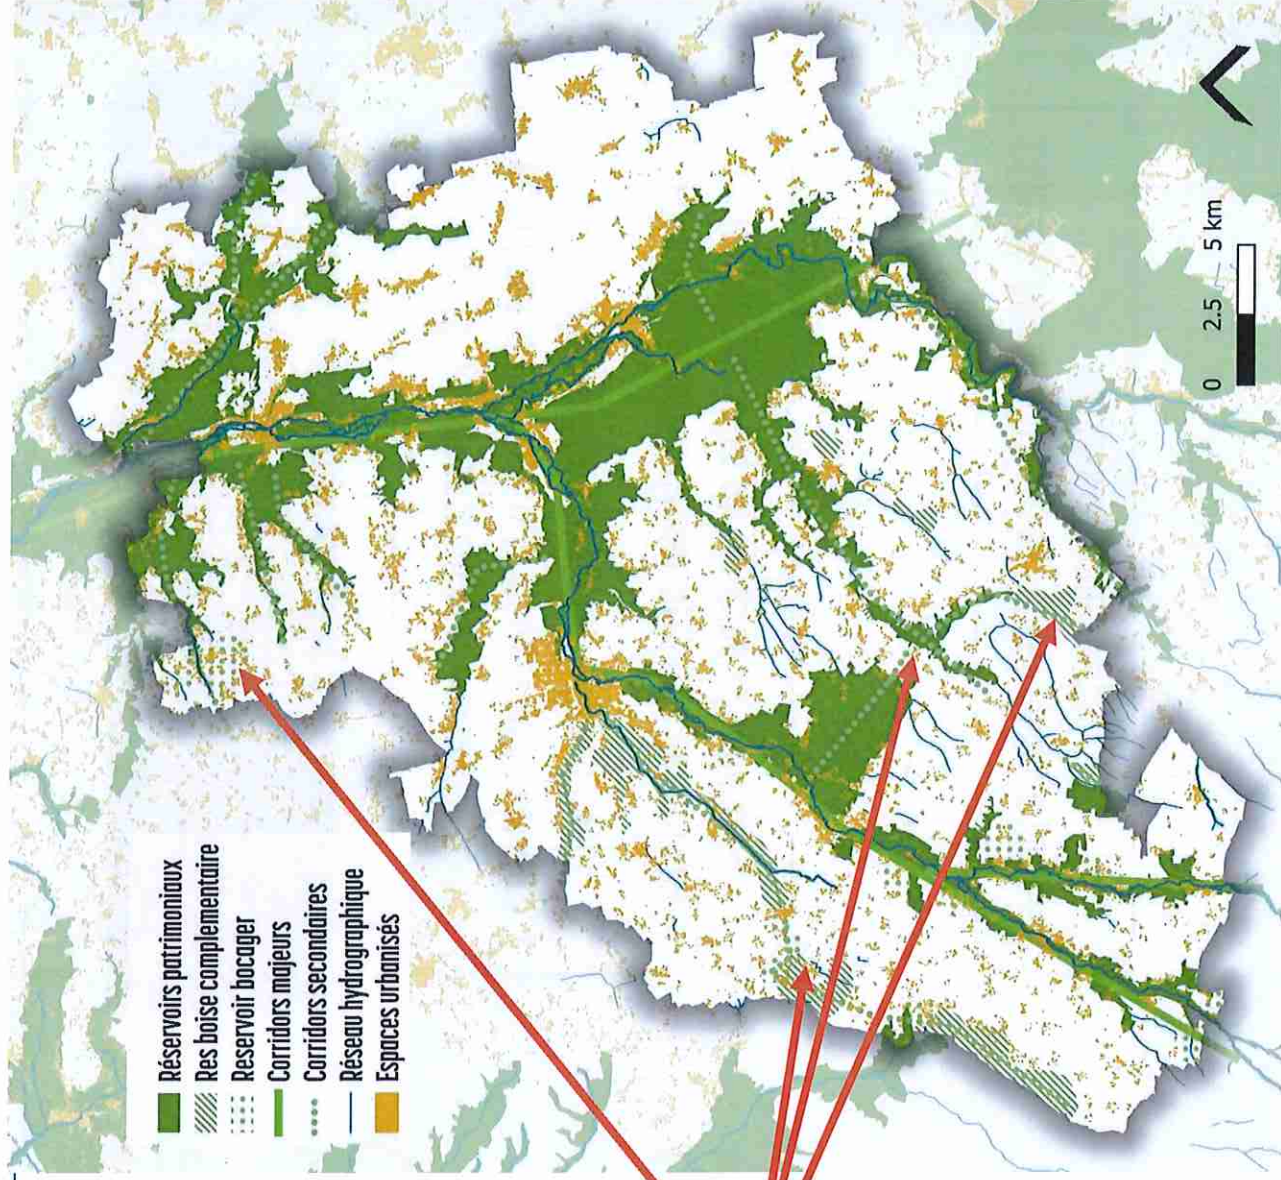 Réservoirs patrimoniaux
Res boise complementaire
Reservoir bocager
Corridors majeurs
Corridors secondaires
Réseau hydrographique
Espaces urbanisés
0 2.5 5 km